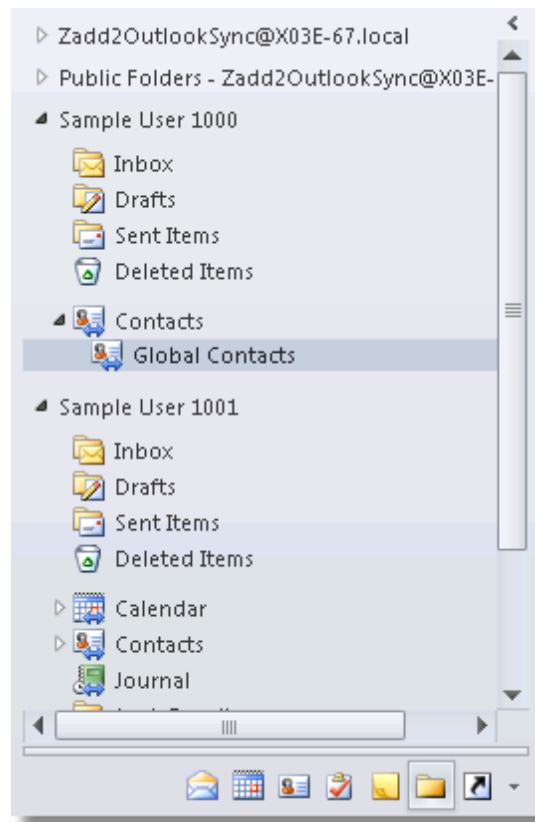 Zadd2OutlookSync@X03E-67.local
Public Folders - Zadd2OutlookSync@X03E-
Sample User 1000
Inbox
Drafts
Sent Items
Deleted Items
Contacts
Global Contacts
Sample User 1001
Inbox
Drafts
Sent Items
Deleted Items
Calendar
Contacts
Journal